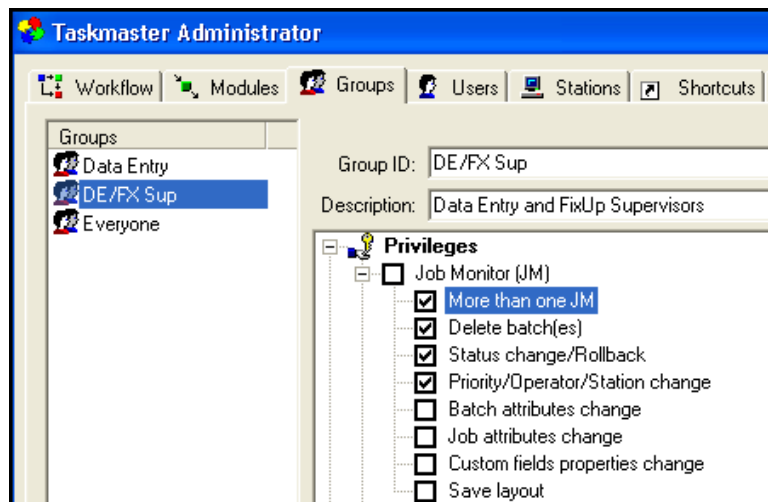 Taskmaster Administrator
Workflow Modules Groups Users Stations Shortcuts
Groups
Data Entry
DE/FX Sup
Everyone
Group ID: DE/FX Sup
Description: Data Entry and FixUp Supervisors
Privileges
Job Monitor (JM)
More than one JM
Delete batch(es)
Status change/Rollback
Priority/Operator/Station change
Batch attributes change
Job attributes change
Custom fields properties change
Save layout